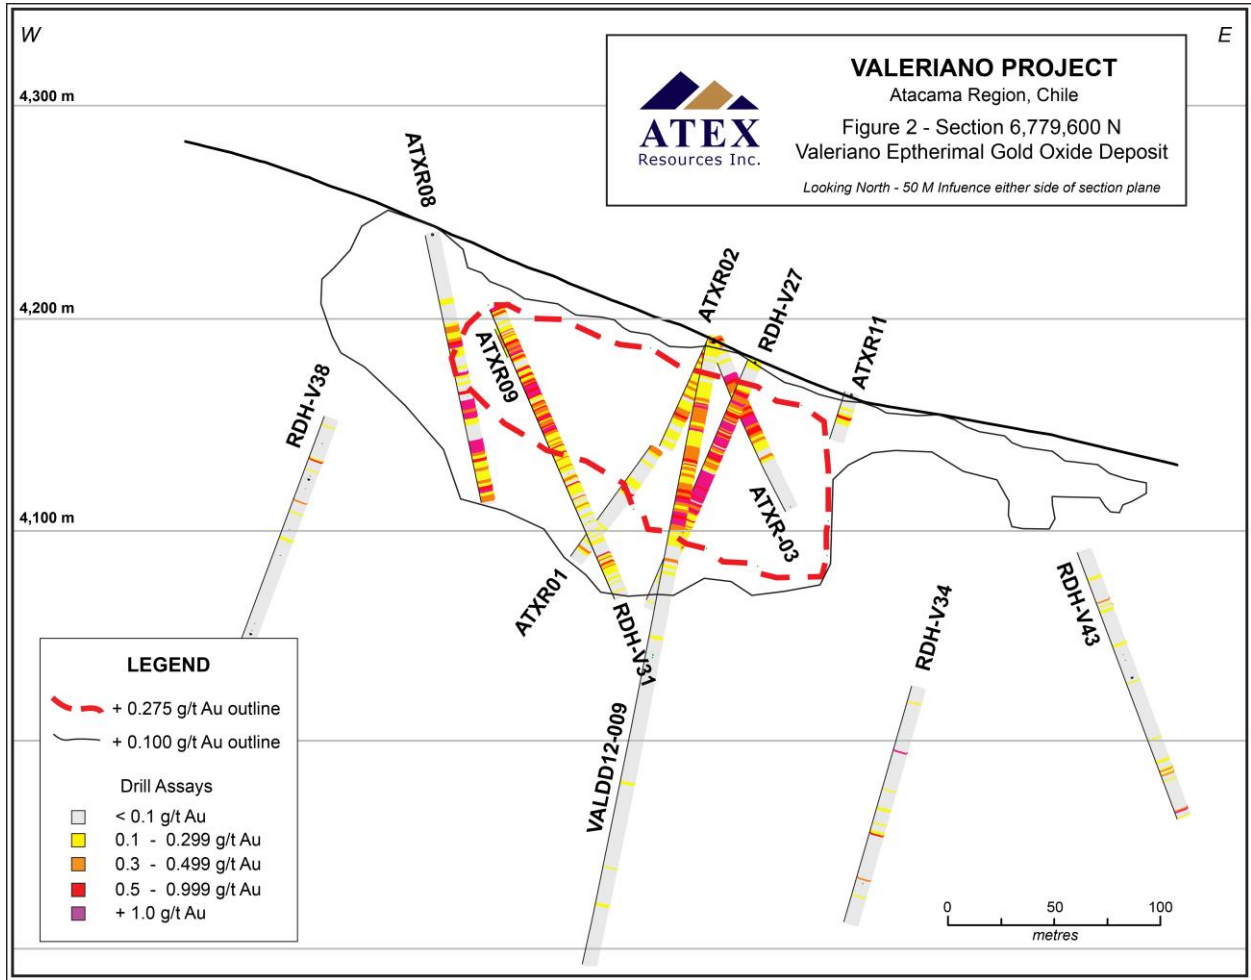 W
E
VALERIANO PROJECT
Atacama Region, Chile
Figure 2 - Section 6,779,600 N
Valeriano Eptherimal Gold Oxide Deposit
Looking North - 50 M Infuence either side of section plane
ATEX
Resources Inc.
4,300 m
4,200 m
4,100 m
ATXR08
ATXR02
RDH-V27
ATXR11
ATXR09
RDH-V38
ATXR-03
ATXR01
RDH-V31
RDH-V34
RDH-V43
VALDD12-009
LEGEND
+ 0.275 g/t Au outline
+ 0.100 g/t Au outline
Drill Assays
< 0.1 g/t Au
0.1 - 0.299 g/t Au
0.3 - 0.499 g/t Au
0.5 - 0.999 g/t Au
+ 1.0 g/t Au
0 50 100
metres